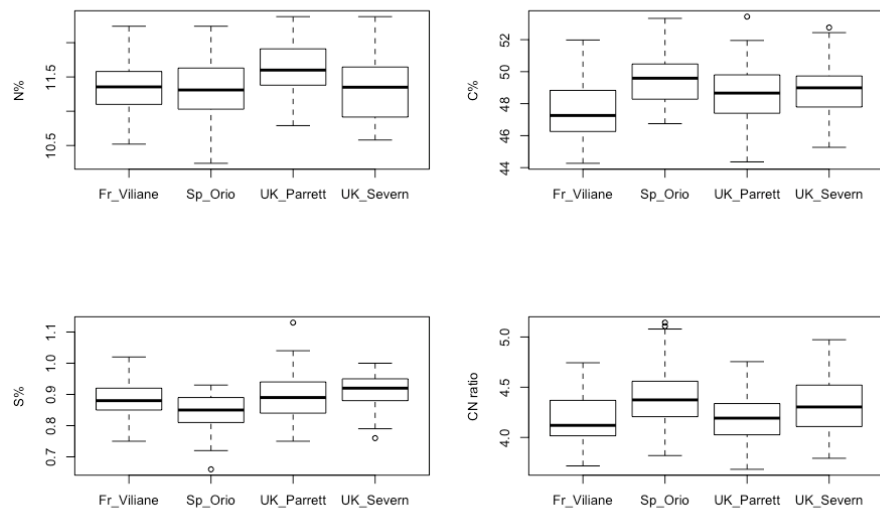 N%
11.5
10.5
Fr_Viliane Sp_Orio UK_Parrett UK_Severn
C%
52
50
48
46
44
Fr_Viliane Sp_Orio UK_Parrett UK_Severn
S%
1.1
1.0
0.9
0.8
0.7
Fr_Viliane Sp_Orio UK_Parrett UK_Severn
CN ratio
5.0
4.5
4.0
Fr_Viliane Sp_Orio UK_Parrett UK_Severn